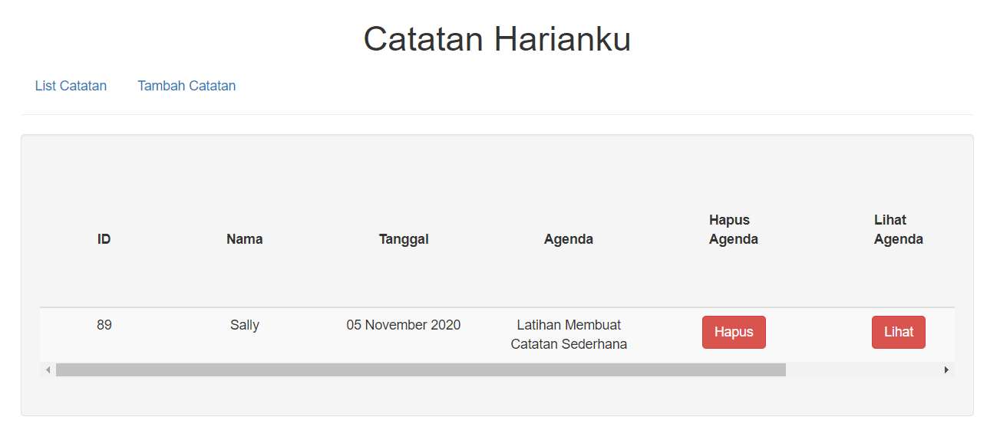 Catatan Harianku
List Catatan Tambah Catatan
ID Nama Tanggal Agenda Hapus Agenda Lihat Agenda
89 Sally 05 November 2020 Latihan Membuat Catatan Sederhana Hapus Lihat